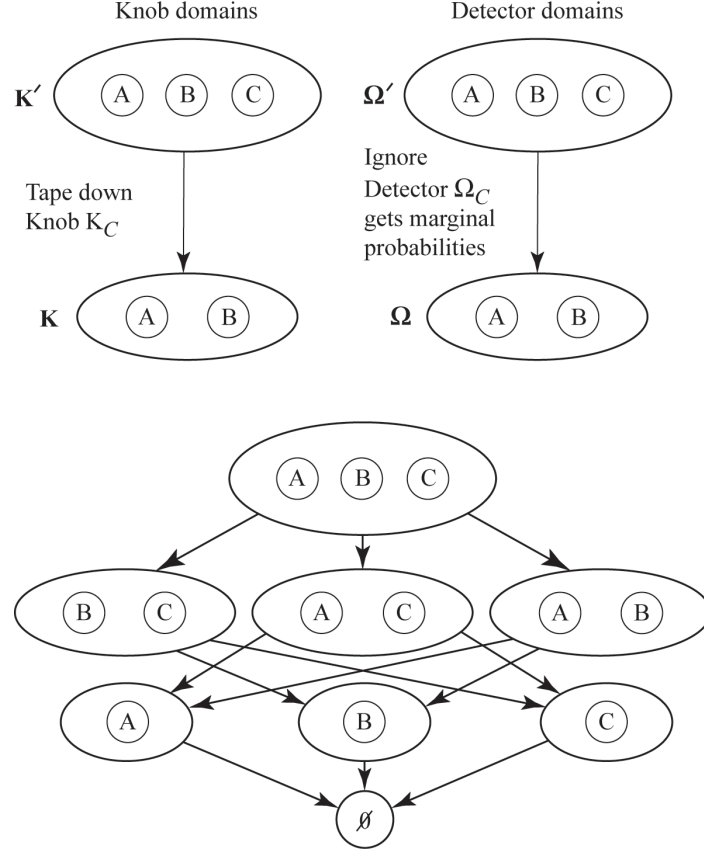 Knob domains
Detector domains
K′
A B C
Ω′
A B C
Tape down
Knob K_C
Ignore
Detector Ω_C
gets marginal
probabilities
K
A B
Ω
A B
A B C
B C
A C
A B
A
B
C
∅